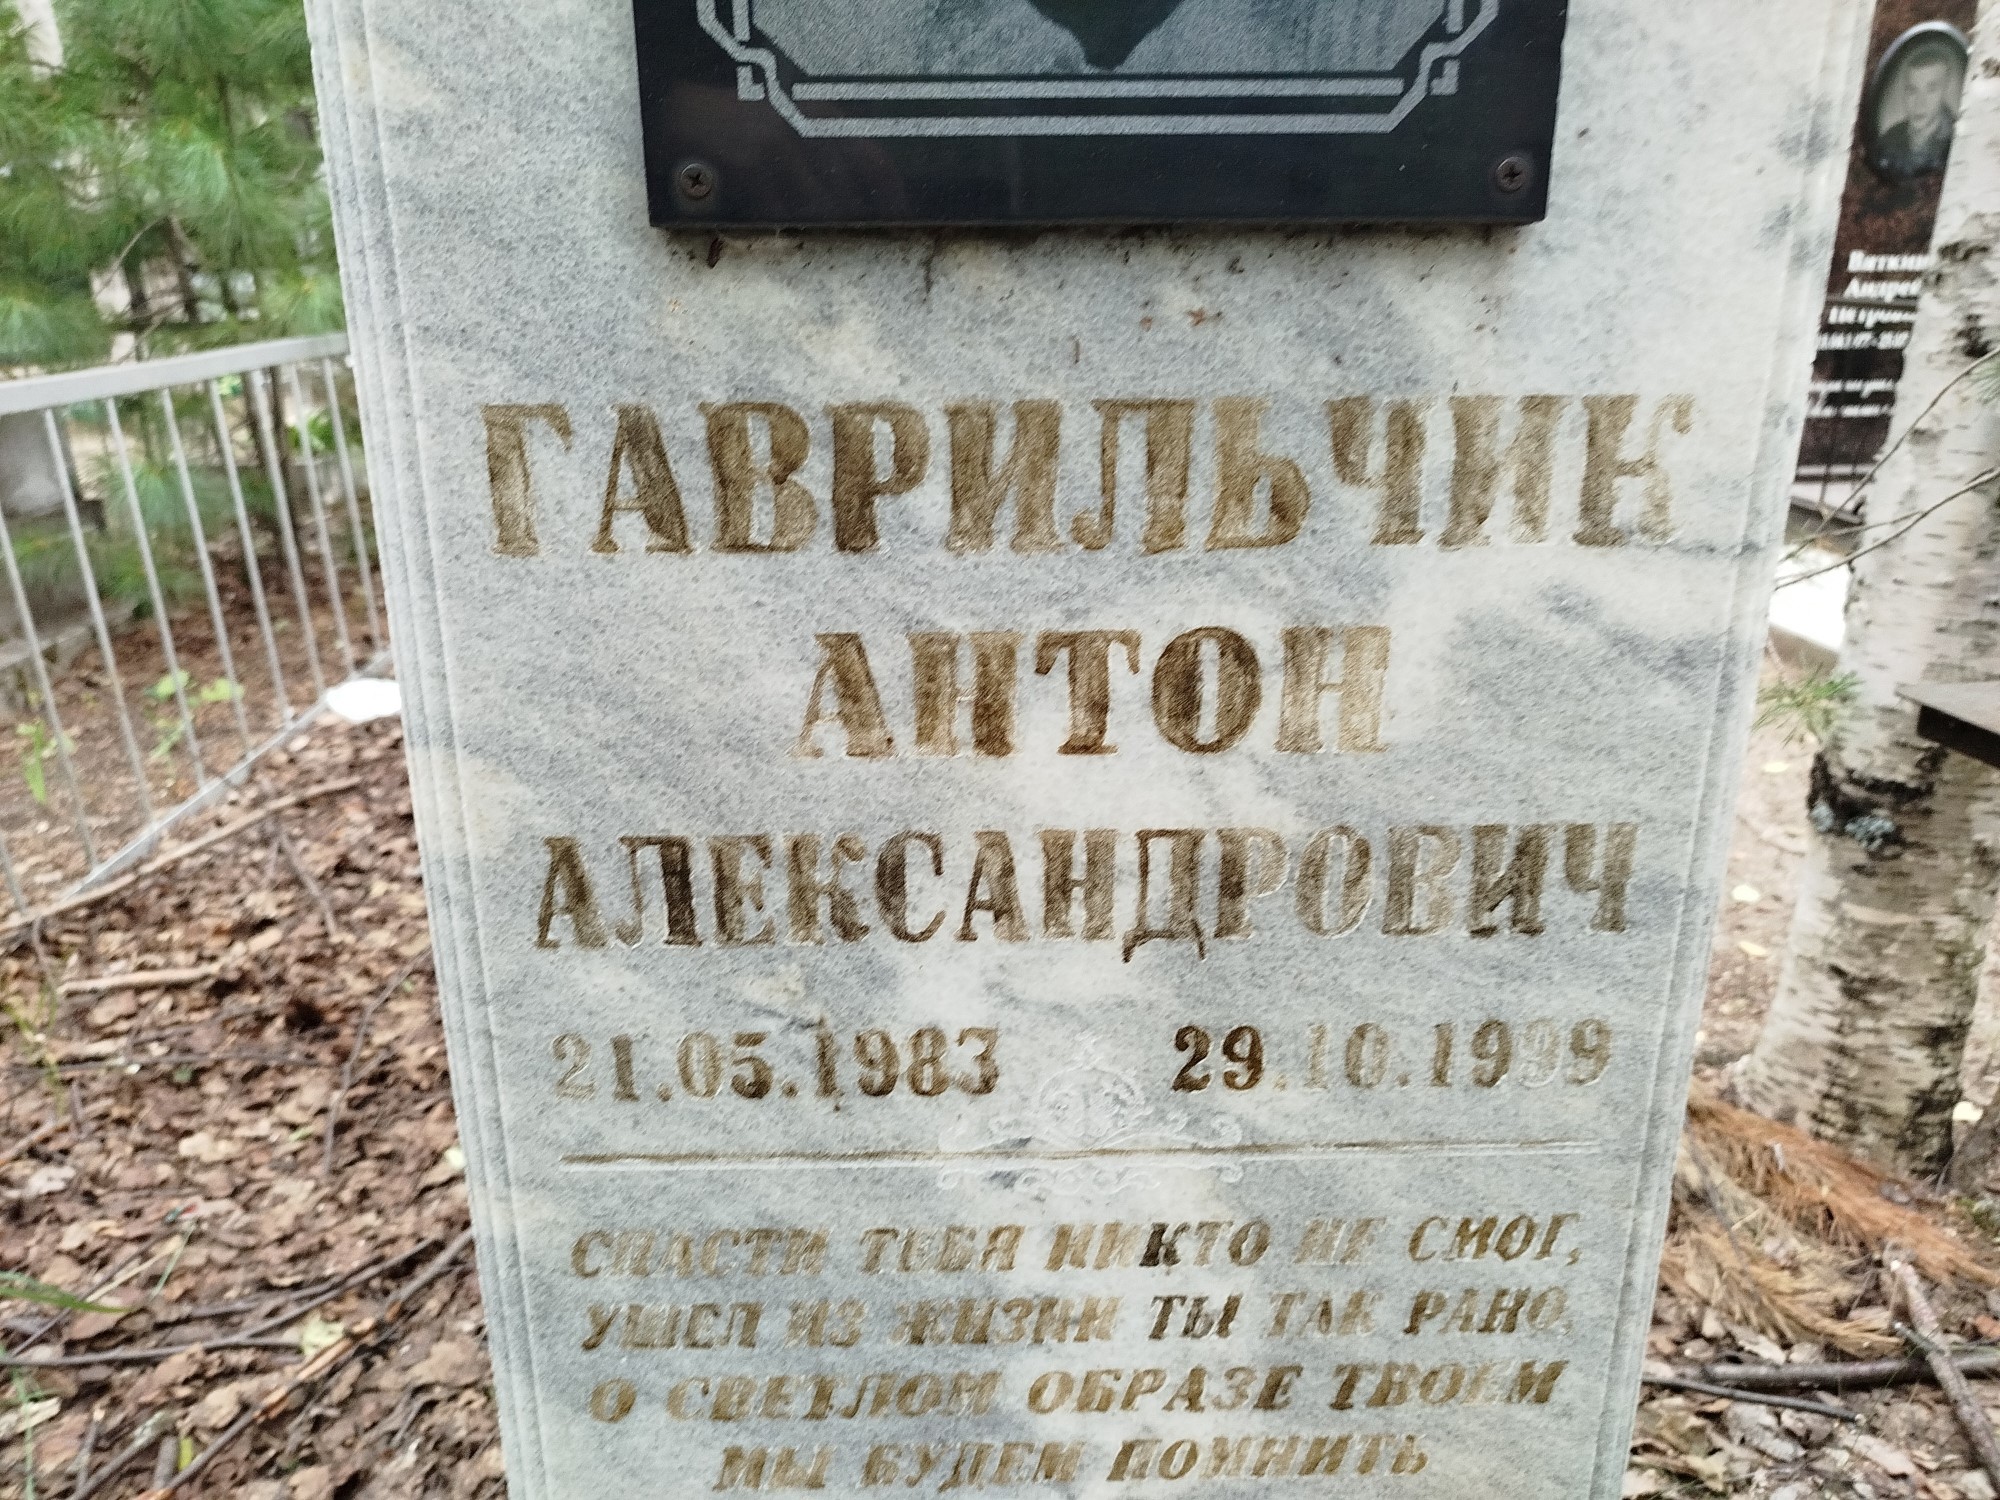 ГАВРИЛЬЧИК
АНТОН
АЛЕКСАНДРОВИЧ
21.05.1983 29.10.1999
СПАСТИ ТЕБЯ НИКТО НЕ СМОГ,
УШЕЛ ИЗ ЖИЗНИ ТЫ ТАК РАНО,
О СВЕТЛОМ ОБРАЗЕ ТВОЕМ
МЫ БУДЕМ ПОМНИТЬ